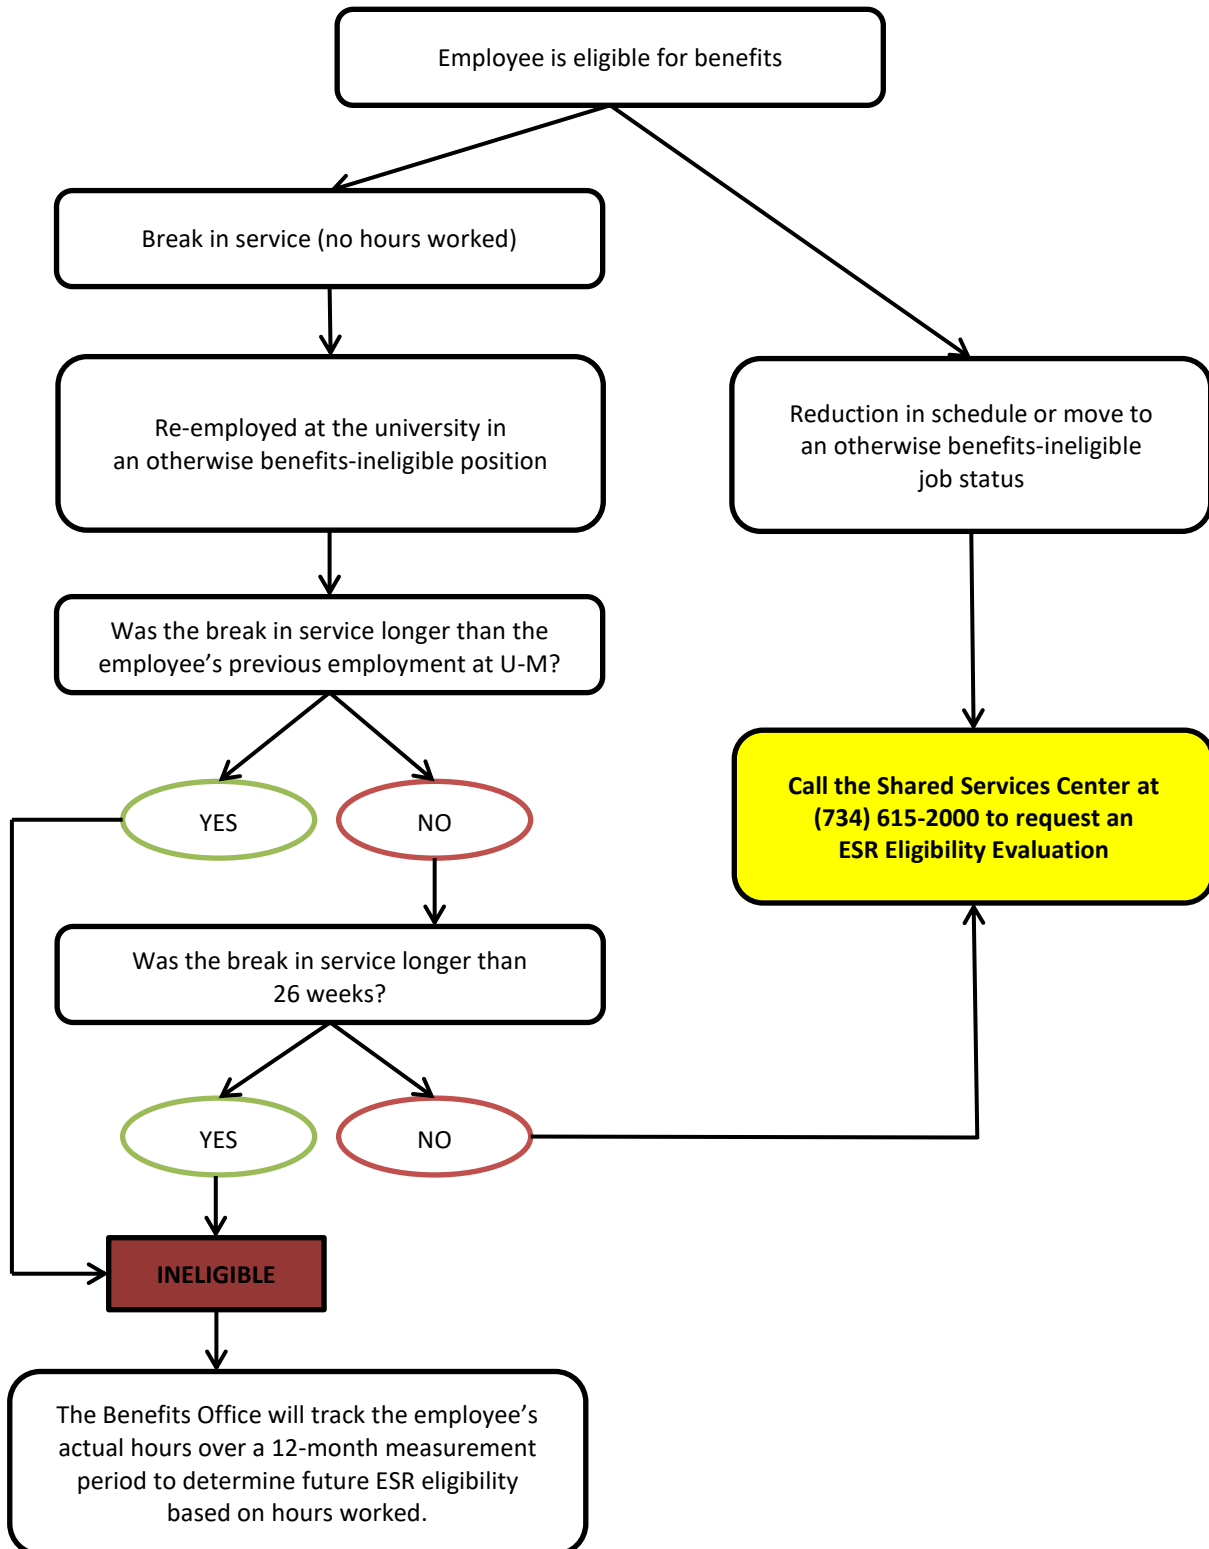 Employee is eligible for benefits
Break in service (no hours worked)
Re-employed at the university in
an otherwise benefits-ineligible position
Reduction in schedule or move to
an otherwise benefits-ineligible
job status
Was the break in service longer than the
employee’s previous employment at U-M?
YES
NO
Call the Shared Services Center at
(734) 615-2000 to request an
ESR Eligibility Evaluation
Was the break in service longer than
26 weeks?
YES
NO
INELIGIBLE
The Benefits Office will track the employee’s
actual hours over a 12-month measurement
period to determine future ESR eligibility
based on hours worked.